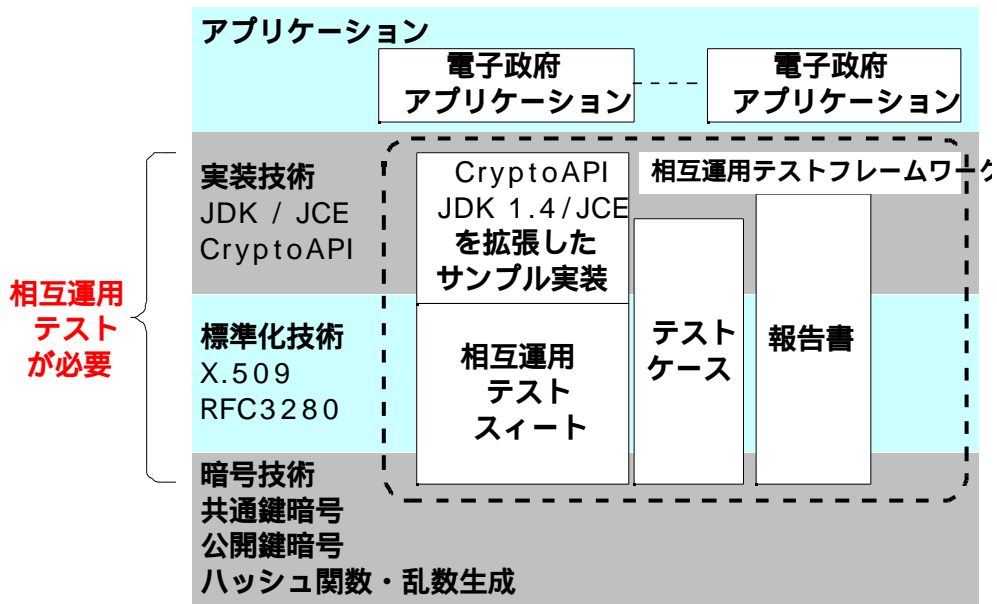 アプリケーション
電子政府
アプリケーション
電子政府
アプリケーション
実装技術
JDK / JCE
CryptoAPI
CryptoAPI
JDK 1.4/JCE
を拡張した
サンプル実装
相互運用テストフレームワーク
相互運用
テスト
が必要
標準化技術
X.509
RFC3280
相互運用
テスト
スィート
テスト
ケース
報告書
暗号技術
共通鍵暗号
公開鍵暗号
ハッシュ関数・乱数生成